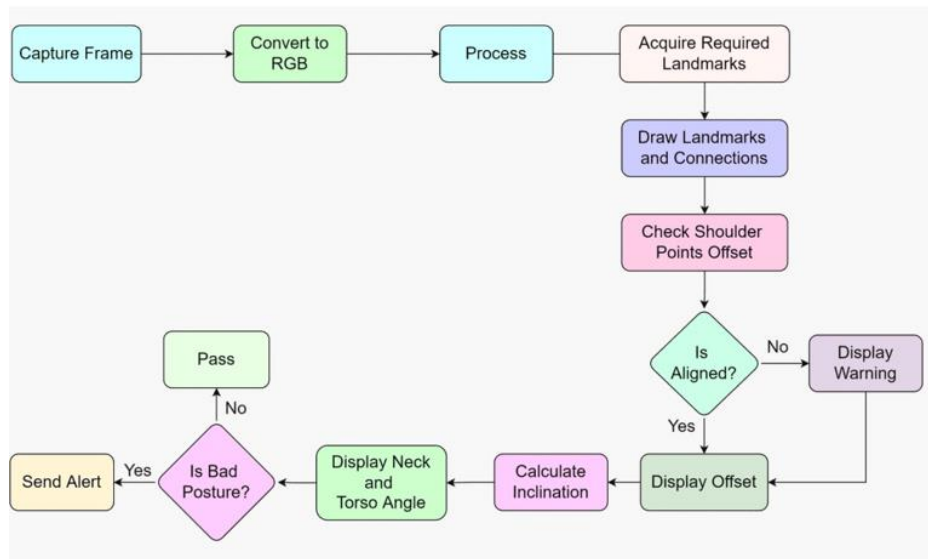 Capture Frame
Convert to
RGB
Process
Acquire Required
Landmarks
Draw Landmarks
and Connections
Check Shoulder
Points Offset
Is
Aligned?
No
Display
Warning
Yes
Display Offset
Calculate
Inclination
Display Neck
and
Torso Angle
Is Bad
Posture?
No
Pass
Yes
Send Alert